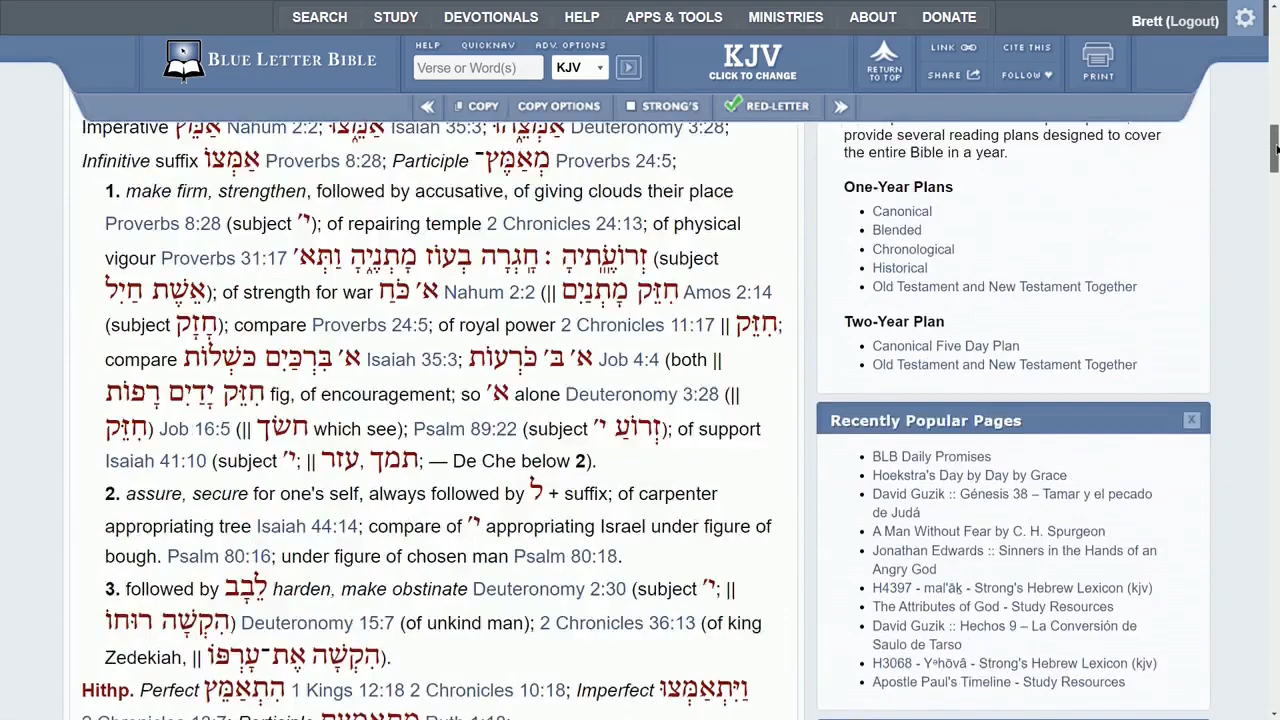 SEARCH STUDY DEVOTIONALS HELP APPS & TOOLS MINISTRIES ABOUT DONATE Brett (Logout)
BLUE LETTER BIBLE
HELP QUICKNAV ADV. OPTIONS
Verse or Word(s) KJV
KJV
CLICK TO CHANGE
RETURN TO TOP
LINK CITE THIS
SHARE FOLLOW
PRINT
COPY COPY OPTIONS STRONG'S RED-LETTER
Imperative אַמֵּץ Nahum 2:2; אַמְּצוּ Isaiah 35:3; Deuteronomy 3:28;
Infinitive suffix אַמְּצוֹ Proverbs 8:28; Participle מְאַמֶּץ־ Proverbs 24:5;
1. make firm, strengthen, followed by accusative, of giving clouds their place
Proverbs 8:28 (subject י׳); of repairing temple 2 Chronicles 24:13; of physical
vigour Proverbs 31:17 זְרוֺעֹתֶיהָ : חָֽגְרָה בְעוֺז מָתְנֶיהָ וַתְּא׳ (subject
אֵשֶׁת חַיִל); of strength for war א׳ כֹּחַ Nahum 2:2 (|| חִזֵּק מָתְנַיִם Amos 2:14
(subject חָזָק); compare Proverbs 24:5; of royal power 2 Chronicles 11:17 || חִזֵּק;
compare א׳ בִּרְכַּיִם כּשְׁלוֺת Isaiah 35:3; א׳ ב׳ כֹּרְעוֺת Job 4:4 (both ||
חִזֵּק יָדַיִם רָפוֺת fig, of encouragement; so א׳ alone Deuteronomy 3:28 (||
חִזֵּק) Job 16:5 (|| חשׂך which see); Psalm 89:22 (subject זְרוֺעַ י׳); of support
Isaiah 41:10 (subject י׳; || תמך, עזר; — De Che below 2).
2. assure, secure for one's self, always followed by ל + suffix; of carpenter
appropriating tree Isaiah 44:14; compare of י׳ appropriating Israel under figure of
bough. Psalm 80:16; under figure of chosen man Psalm 80:18.
3. followed by לֵבָב harden, make obstinate Deuteronomy 2:30 (subject י׳; ||
הִקְשָׁה רוּחוֺ) Deuteronomy 15:7 (of unkind man); 2 Chronicles 36:13 (of king
Zedekiah, || הִקְשָׁה אֶת־עָרְפּוֺ).
Hithp. Perfect הִתְאַמֵּץ 1 Kings 12:18 2 Chronicles 10:18; Imperfect וַיִּתְאַמְּצוּ
2 Chronicles 13:7; Participle מִתְאַמֶּצֶת Ruth 1:18;
provide several reading plans designed to cover
the entire Bible in a year.
One-Year Plans
Canonical
Blended
Chronological
Historical
Old Testament and New Testament Together
Two-Year Plan
Canonical Five Day Plan
Old Testament and New Testament Together
Recently Popular Pages x
BLB Daily Promises
Hoekstra's Day by Day by Grace
David Guzik :: Génesis 38 – Tamar y el pecado
de Judá
A Man Without Fear by C. H. Spurgeon
Jonathan Edwards :: Sinners in the Hands of an
Angry God
H4397 - mal'āḵ - Strong's Hebrew Lexicon (kjv)
The Attributes of God - Study Resources
David Guzik :: Hechos 9 – La Conversión de
Saulo de Tarso
H3068 - Yᵊhōvâ - Strong's Hebrew Lexicon (kjv)
Apostle Paul's Timeline - Study Resources